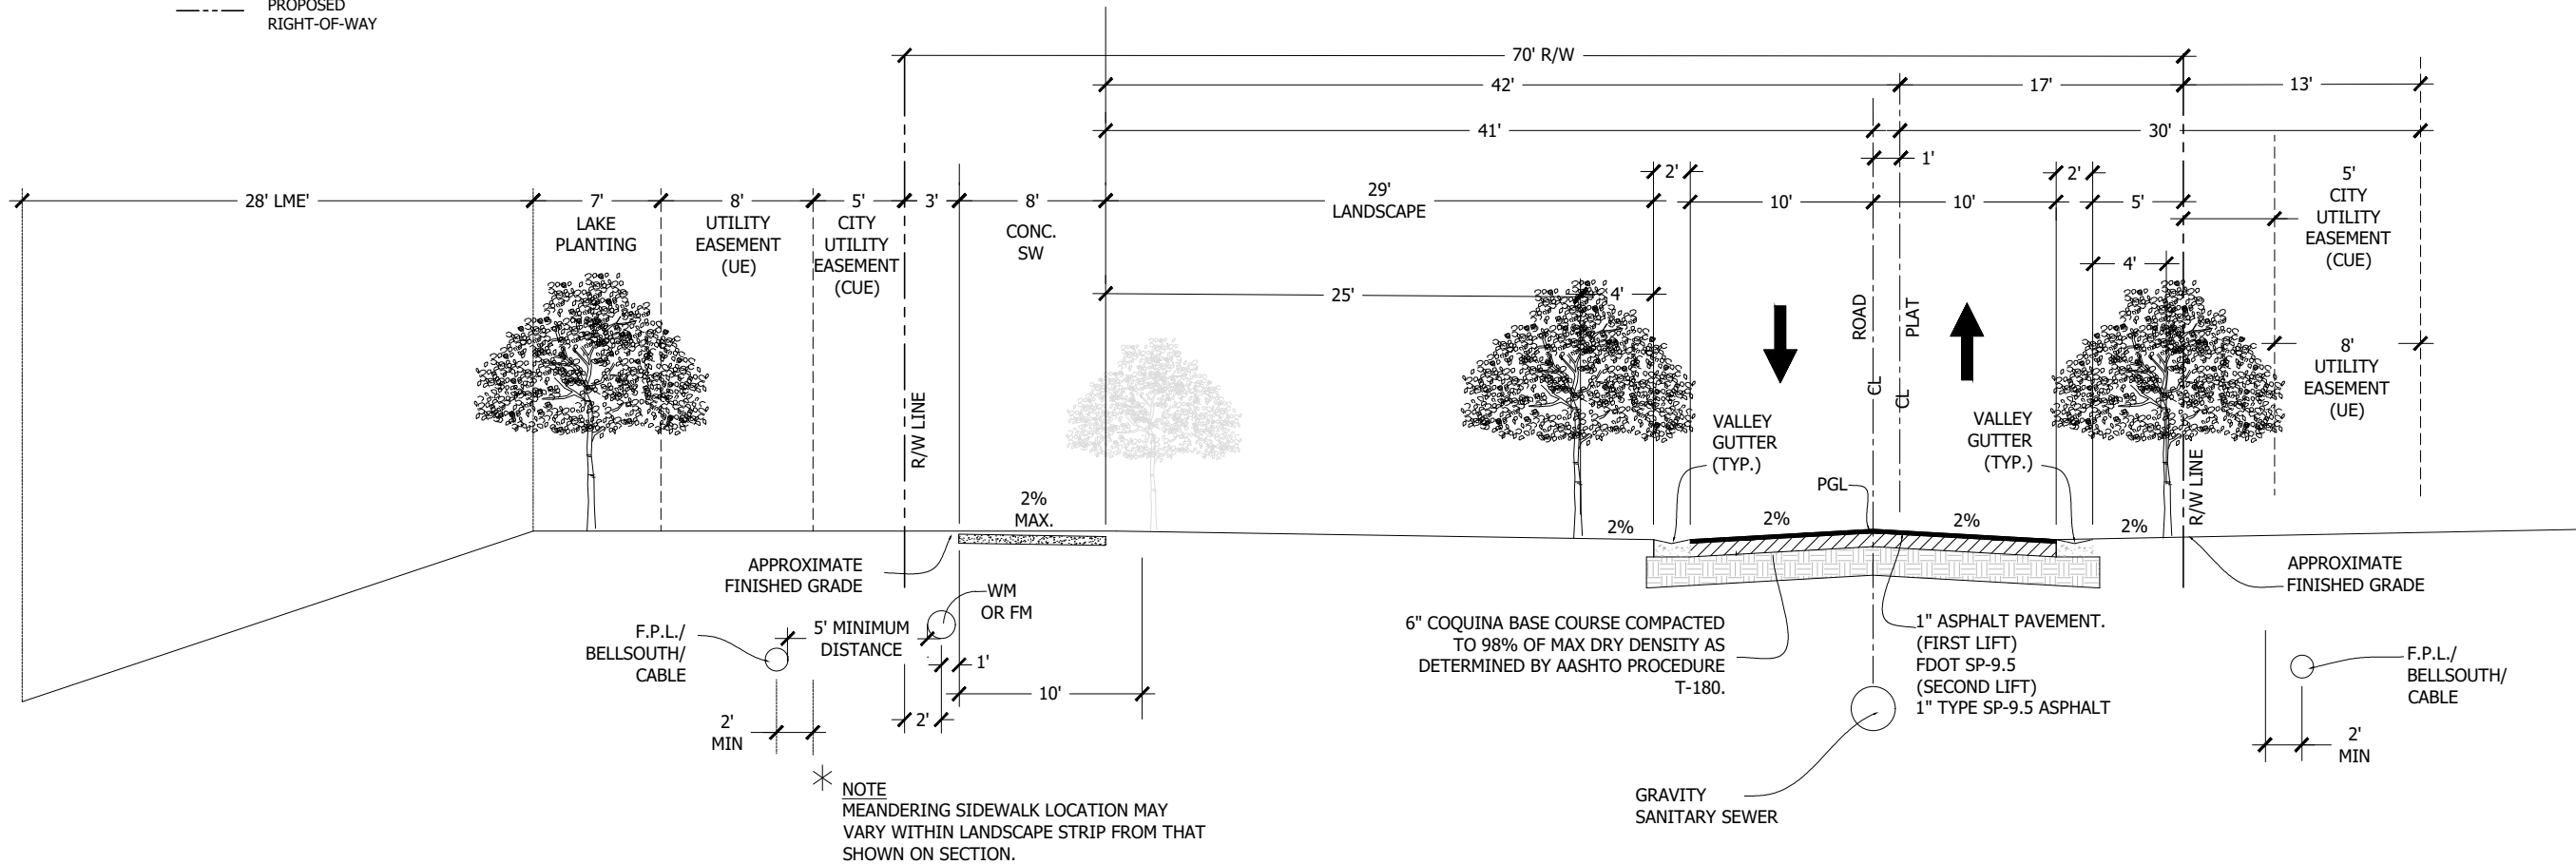 PROPOSED
RIGHT-OF-WAY
70' R/W
42'
17'
13'
41'
30'
1'
28' LME'
7'
LAKE
PLANTING
8'
UTILITY
EASEMENT
(UE)
5'
CITY
UTILITY
EASEMENT
(CUE)
3'
8'
CONC.
SW
29'
LANDSCAPE
2'
10'
10'
2'
5'
5'
CITY
UTILITY
EASEMENT
(CUE)
25'
4'
4'
8'
UTILITY
EASEMENT
(UE)
R/W LINE
CL ROAD
CL PLAT
R/W LINE
VALLEY
GUTTER
(TYP.)
VALLEY
GUTTER
(TYP.)
PGL
2%
MAX.
2%
2%
2%
2%
APPROXIMATE
FINISHED GRADE
WM
OR FM
F.P.L./
BELLSOUTH/
CABLE
5' MINIMUM
DISTANCE
1'
10'
2'
2'
MIN
NOTE
MEANDERING SIDEWALK LOCATION MAY
VARY WITHIN LANDSCAPE STRIP FROM THAT
SHOWN ON SECTION.
6" COQUINA BASE COURSE COMPACTED
TO 98% OF MAX DRY DENSITY AS
DETERMINED BY AASHTO PROCEDURE
T-180.
1" ASPHALT PAVEMENT.
(FIRST LIFT)
FDOT SP-9.5
(SECOND LIFT)
1" TYPE SP-9.5 ASPHALT
GRAVITY
SANITARY SEWER
APPROXIMATE
FINISHED GRADE
F.P.L./
BELLSOUTH/
CABLE
2'
MIN